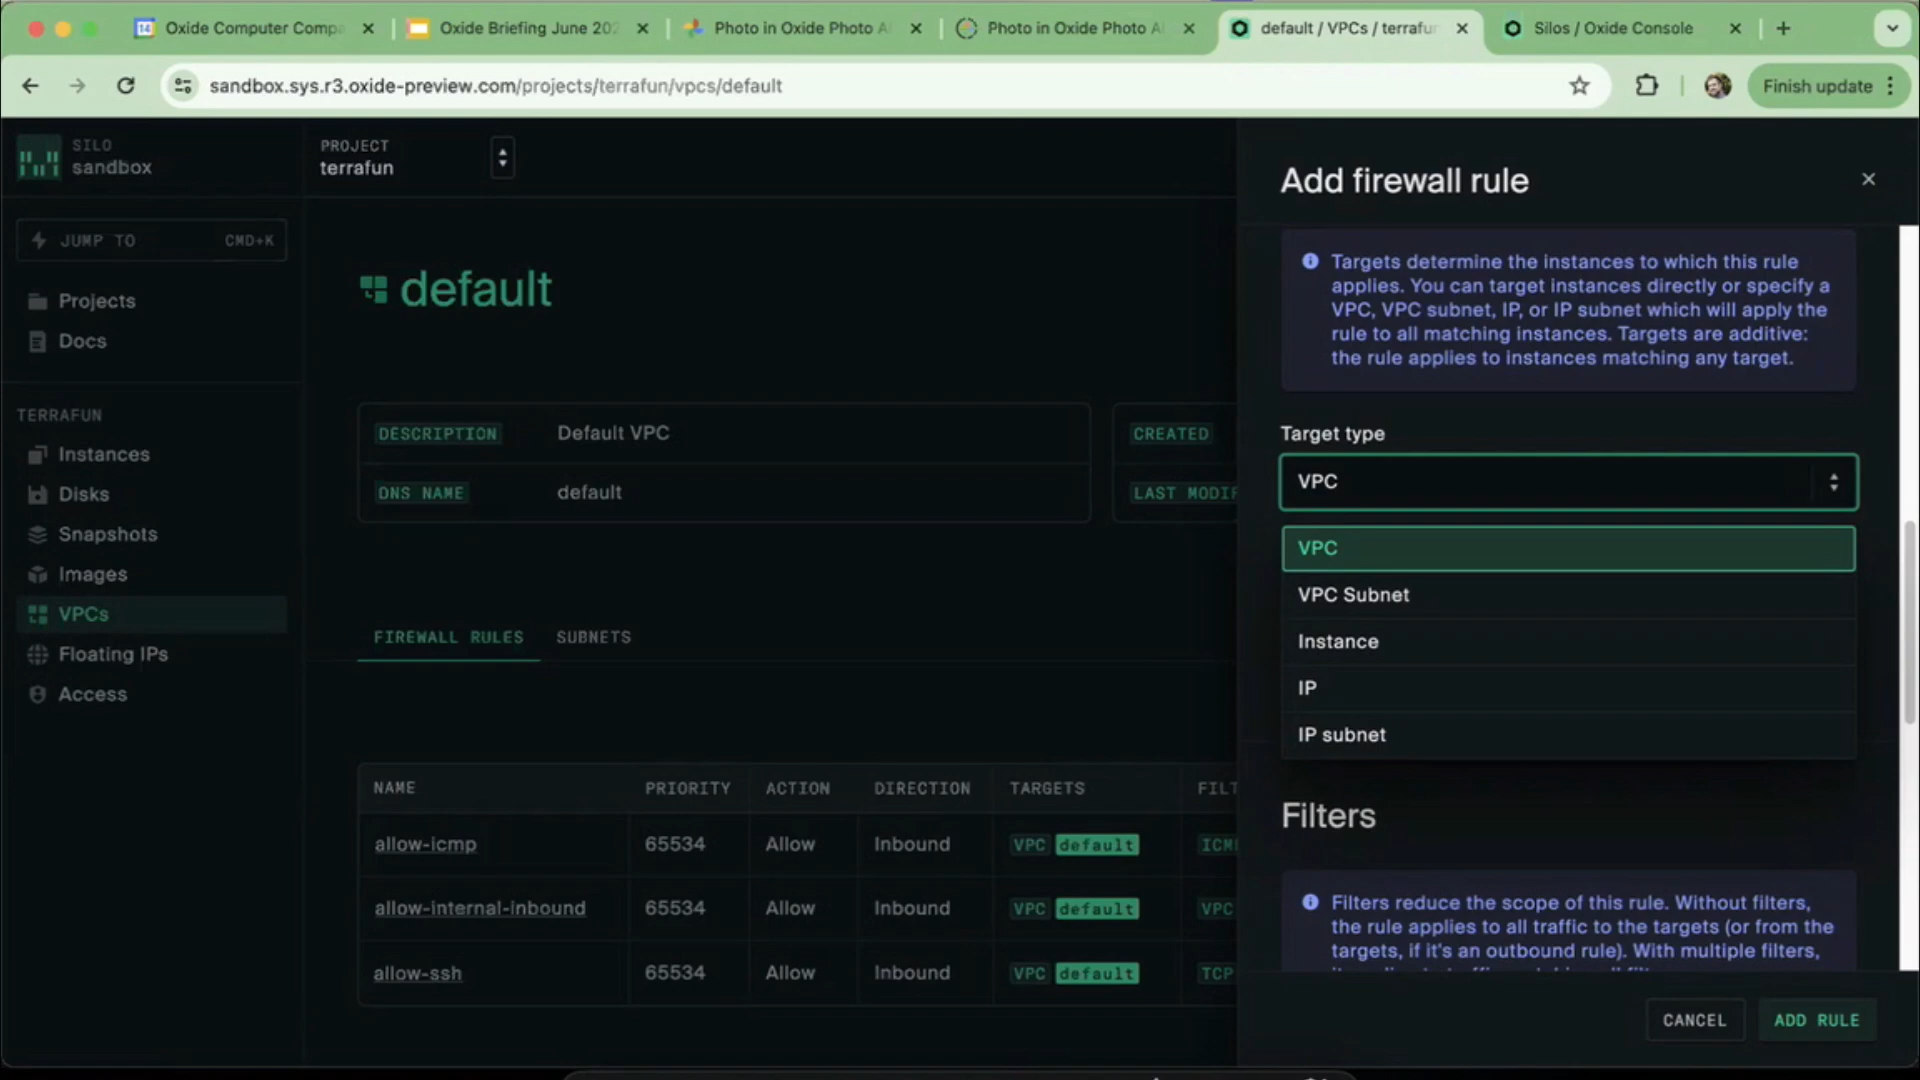 Oxide Computer Comp
Oxide Briefing June 202
Photo in Oxide Photo Al
Photo in Oxide Photo Al
default / VPCs / terrafun
Silos / Oxide Console
sandbox.sys.r3.oxide-preview.com/projects/terrafun/vpcs/default
Finish update
SILO
sandbox
PROJECT
terrafun
JUMP TO
CMD+K
Projects
Docs
TERRAFUN
Instances
Disks
Snapshots
Images
VPCs
Floating IPs
Access
default
DESCRIPTION Default VPC
DNS NAME default
CREATED
LAST MODIF
FIREWALL RULES SUBNETS
NAME PRIORITY ACTION DIRECTION TARGETS FILT
allow-icmp 65534 Allow Inbound VPC default ICM
allow-internal-inbound 65534 Allow Inbound VPC default VPC
allow-ssh 65534 Allow Inbound VPC default TCP
Add firewall rule
Targets determine the instances to which this rule
applies. You can target instances directly or specify a
VPC, VPC subnet, IP, or IP subnet which will apply the
rule to all matching instances. Targets are additive:
the rule applies to instances matching any target.
Target type
VPC
VPC
VPC Subnet
Instance
IP
IP subnet
Filters
Filters reduce the scope of this rule. Without filters,
the rule applies to all traffic to the targets (or from the
targets, if it's an outbound rule). With multiple filters,
CANCEL
ADD RULE